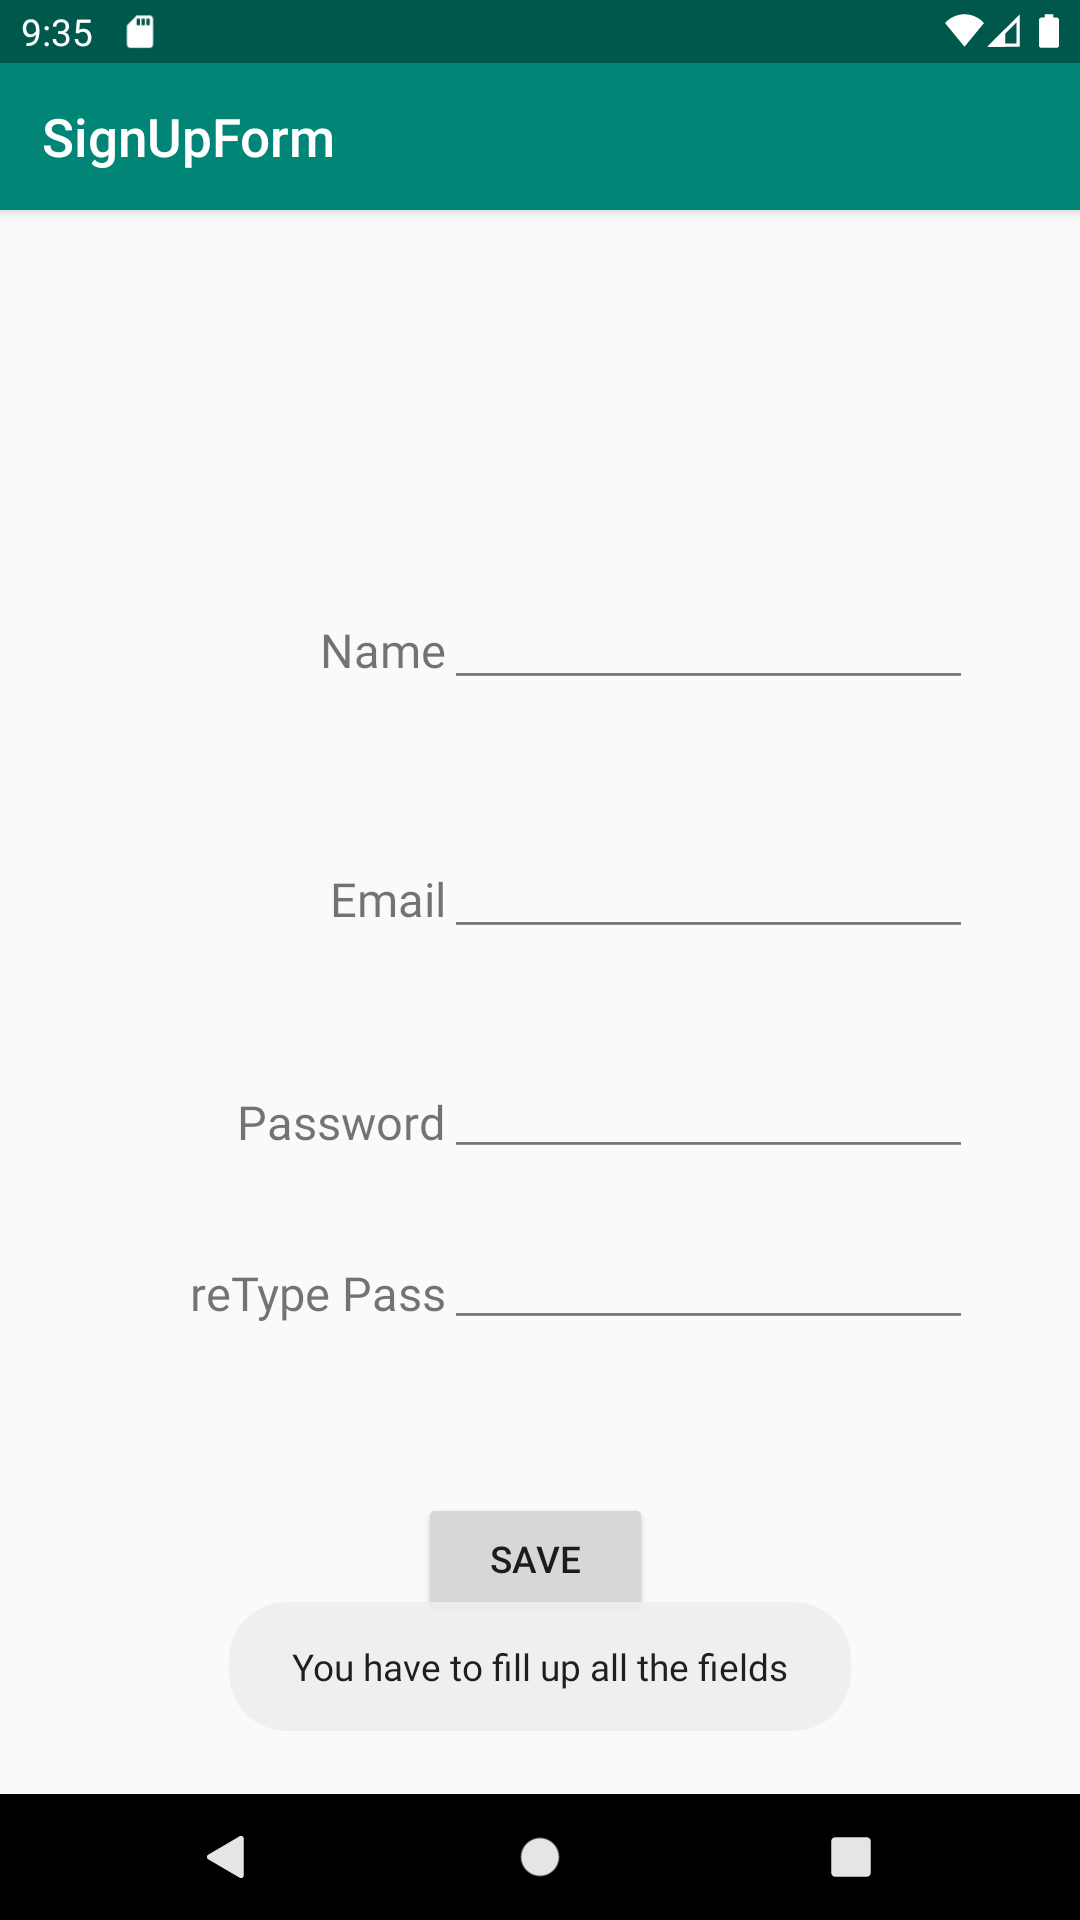 9:35
SignUpForm
Name
Email
Password
reType Pass
SAVE
You have to fill up all the fields